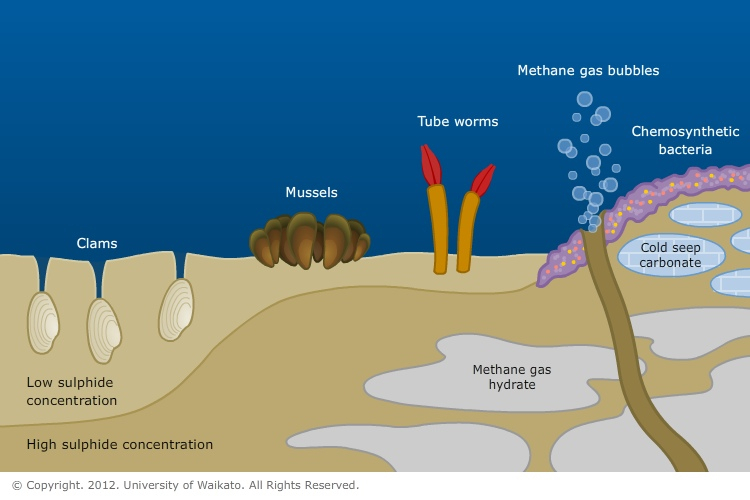 Methane gas bubbles
Tube worms
Chemosynthetic
bacteria
Mussels
Clams
Cold seep
carbonate
Methane gas
hydrate
Low sulphide
concentration
High sulphide concentration
© Copyright. 2012. University of Waikato. All Rights Reserved.